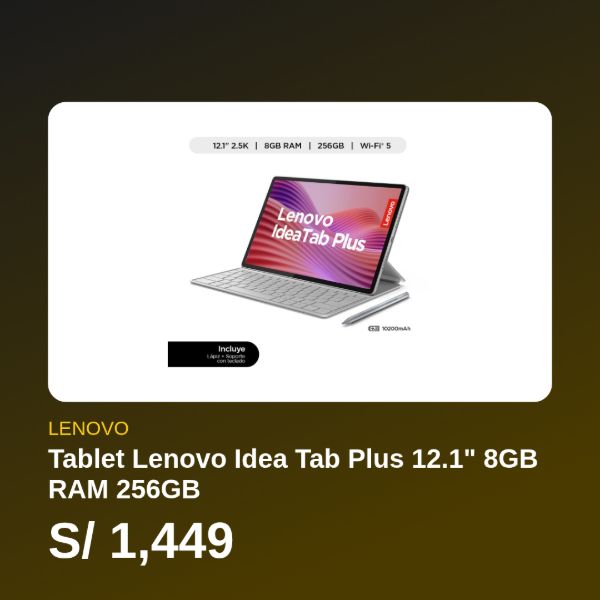 12.1" 2.5K | 8GB RAM | 256GB | Wi-Fi® 5
Lenovo
IdeaTab Plus
Lenovo
10200mAh
Incluye
Lápiz + Soporte
con teclado
LENOVO
Tablet Lenovo Idea Tab Plus 12.1" 8GB
RAM 256GB
S/ 1,449